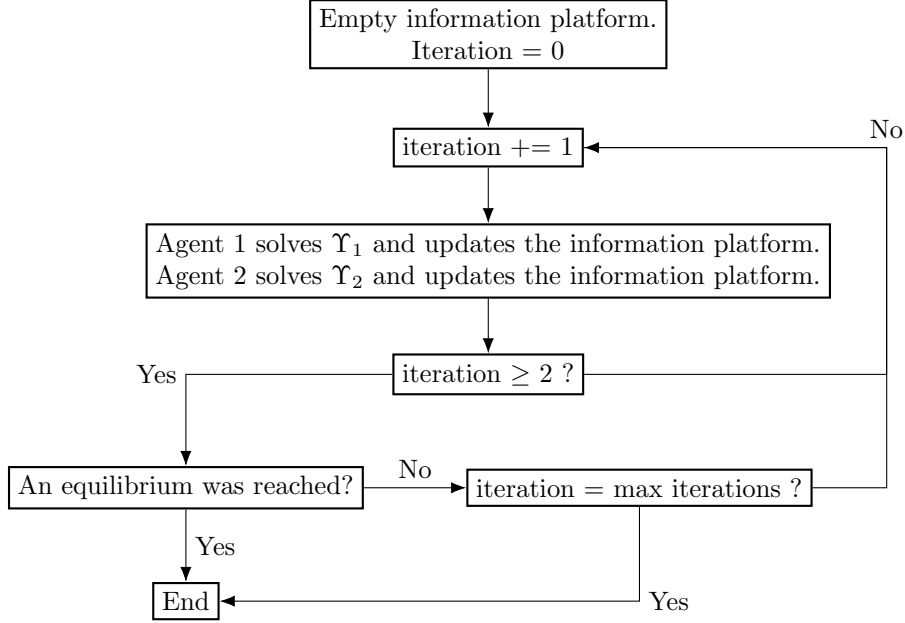 Empty information platform.
Iteration = 0
No
iteration += 1
Agent 1 solves ϒ₁ and updates the information platform.
Agent 2 solves ϒ₂ and updates the information platform.
Yes
iteration ≥ 2 ?
An equilibrium was reached?
No
iteration = max iterations ?
Yes
End
Yes